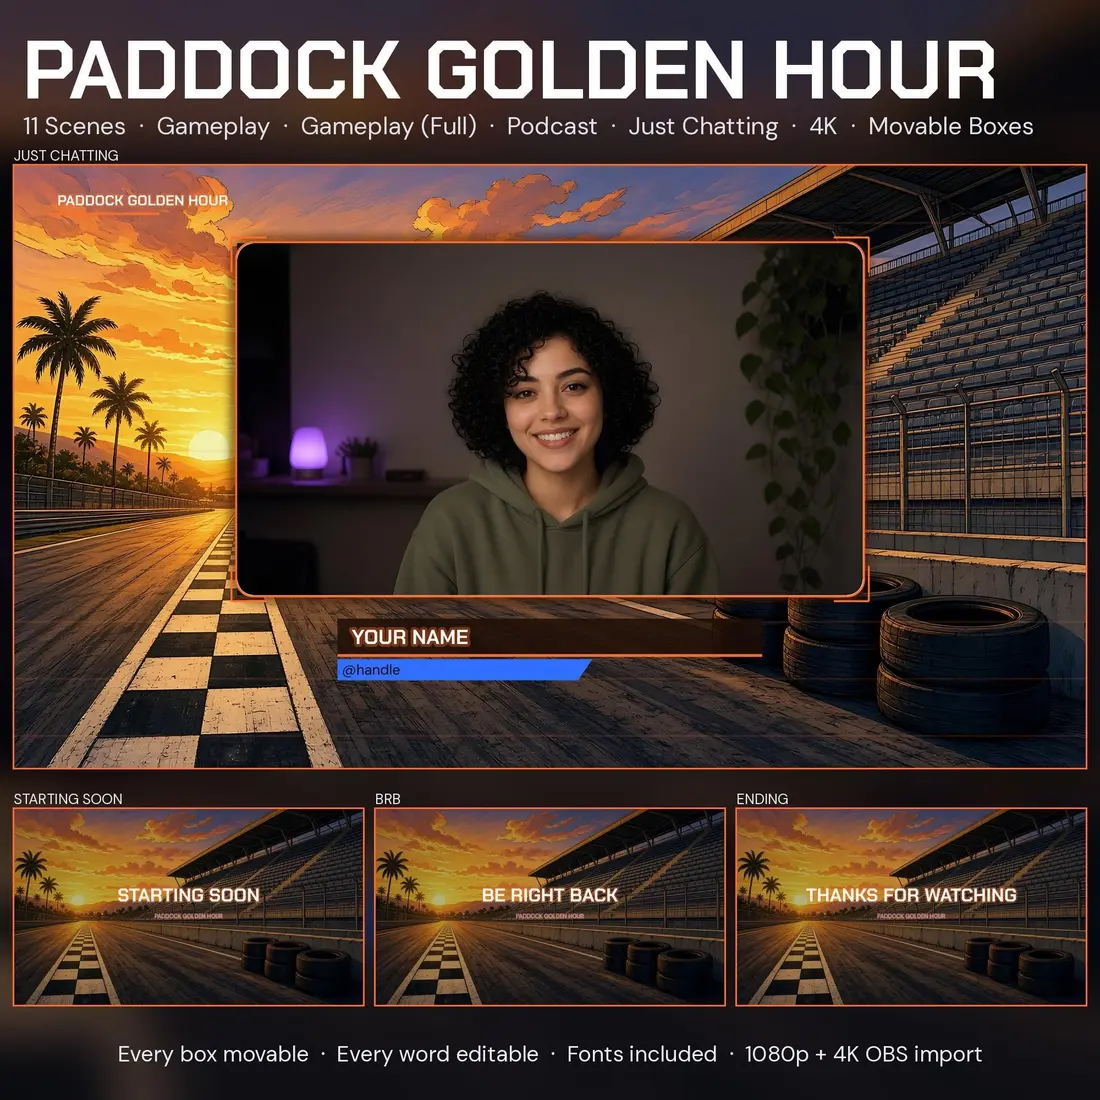 PADDOCK GOLDEN HOUR
11 Scenes · Gameplay · Gameplay (Full) · Podcast · Just Chatting · 4K · Movable Boxes
JUST CHATTING
PADDOCK GOLDEN HOUR
YOUR NAME
@handle
STARTING SOON
BRB
ENDING
STARTING SOON
PADDOCK GOLDEN HOUR
BE RIGHT BACK
PADDOCK GOLDEN HOUR
THANKS FOR WATCHING
PADDOCK GOLDEN HOUR
Every box movable · Every word editable · Fonts included · 1080p + 4K OBS import